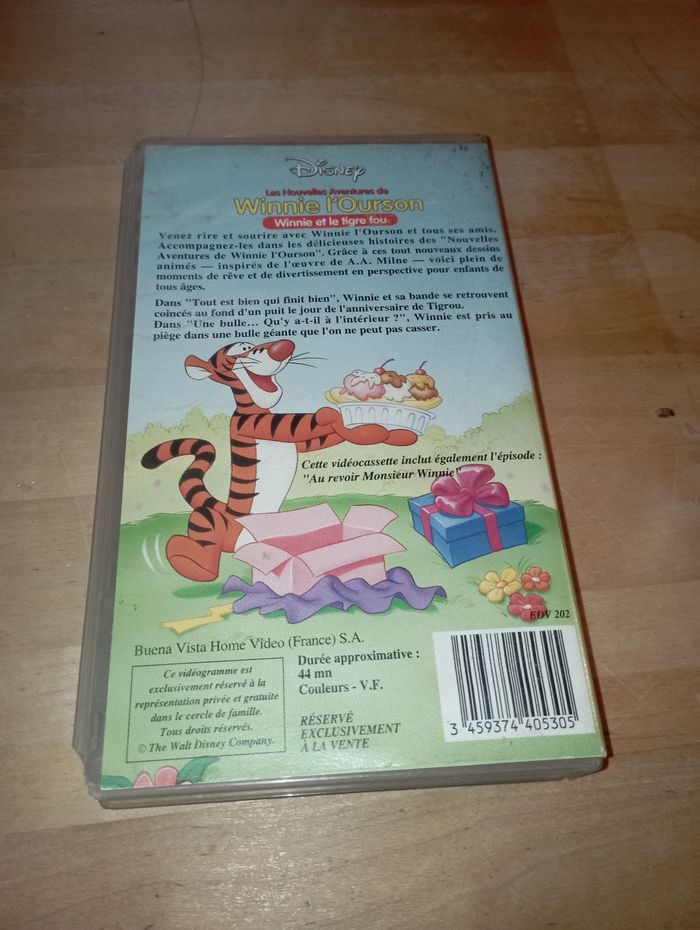 Disney
Les Nouvelles Aventures de
Winnie l'Ourson
Winnie et le tigre fou
Venez rire et sourire avec Winnie l'Ourson et tous ses amis.
Accompagnez-les dans les délicieuses histoires des "Nouvelles
Aventures de Winnie l'Ourson". Grâce à ces tout nouveaux dessins
animés — inspirés de l'œuvre de A.A. Milne — voici plein de
moments de rêve et de divertissement en perspective pour enfants de
tous âges.
Dans "Tout est bien qui finit bien", Winnie et sa bande se retrouvent
coincés au fond d'un puit le jour de l'anniversaire de Tigrou.
Dans "Une bulle... Qu'y a-t-il à l'intérieur ?", Winnie est pris au
piège dans une bulle géante que l'on ne peut pas casser.
Cette vidéocassette inclut également l'épisode :
"Au revoir Monsieur Winnie"
EDV 202
Buena Vista Home Video (France) S.A.
Ce vidéogramme est
exclusivement réservé à la
représentation privée et gratuite
dans le cercle de famille.
Tous droits réservés.
© The Walt Disney Company.
Durée approximative :
44 mn
Couleurs - V.F.
RÉSERVÉ
EXCLUSIVEMENT
À LA VENTE
3 459374 405305